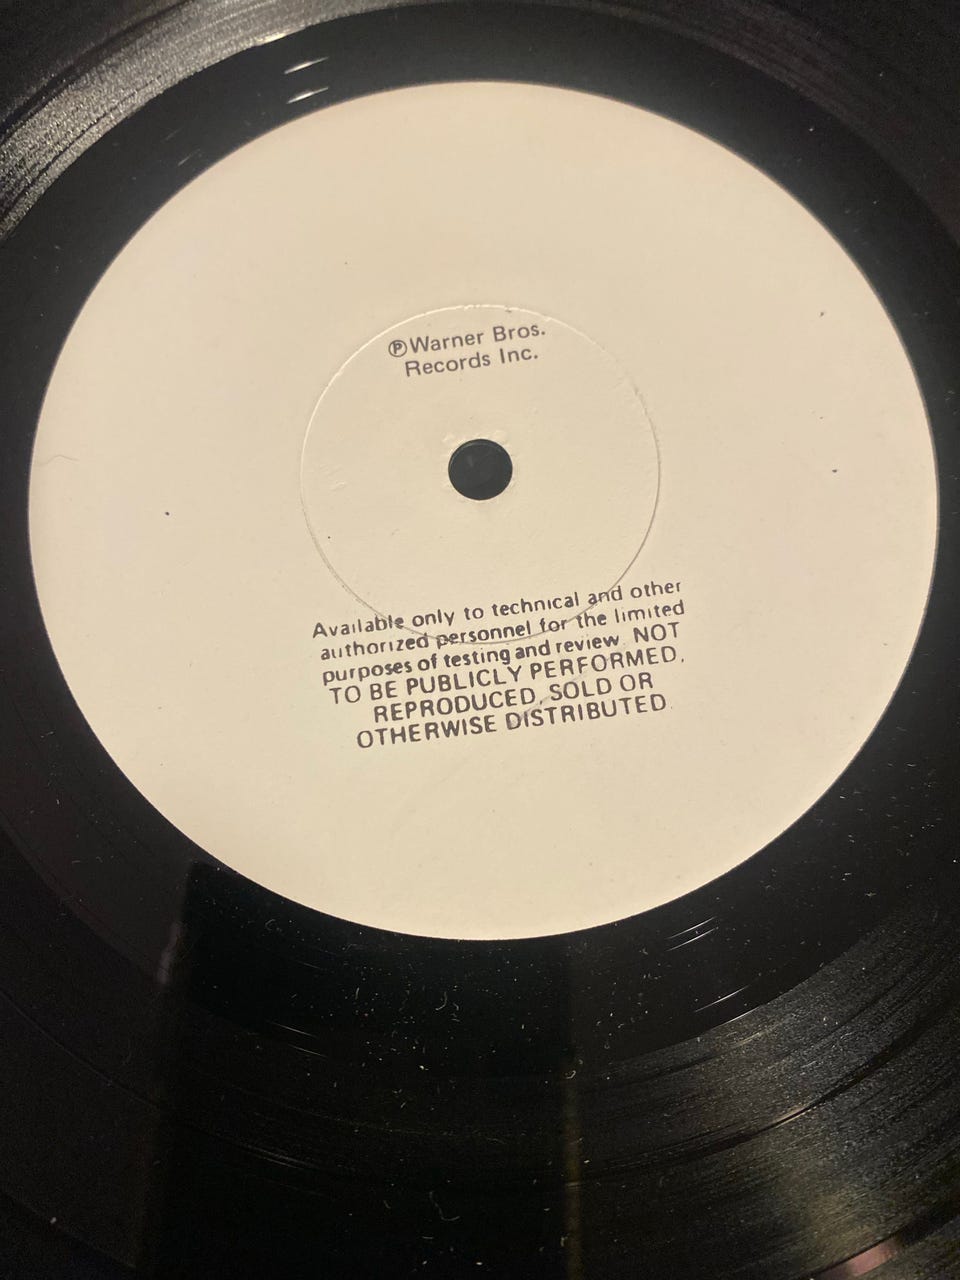 ℗Warner Bros.
Records Inc.
Available only to technical and other
authorized personnel for the limited
purposes of testing and review. NOT
TO BE PUBLICLY PERFORMED,
REPRODUCED, SOLD OR
OTHERWISE DISTRIBUTED.